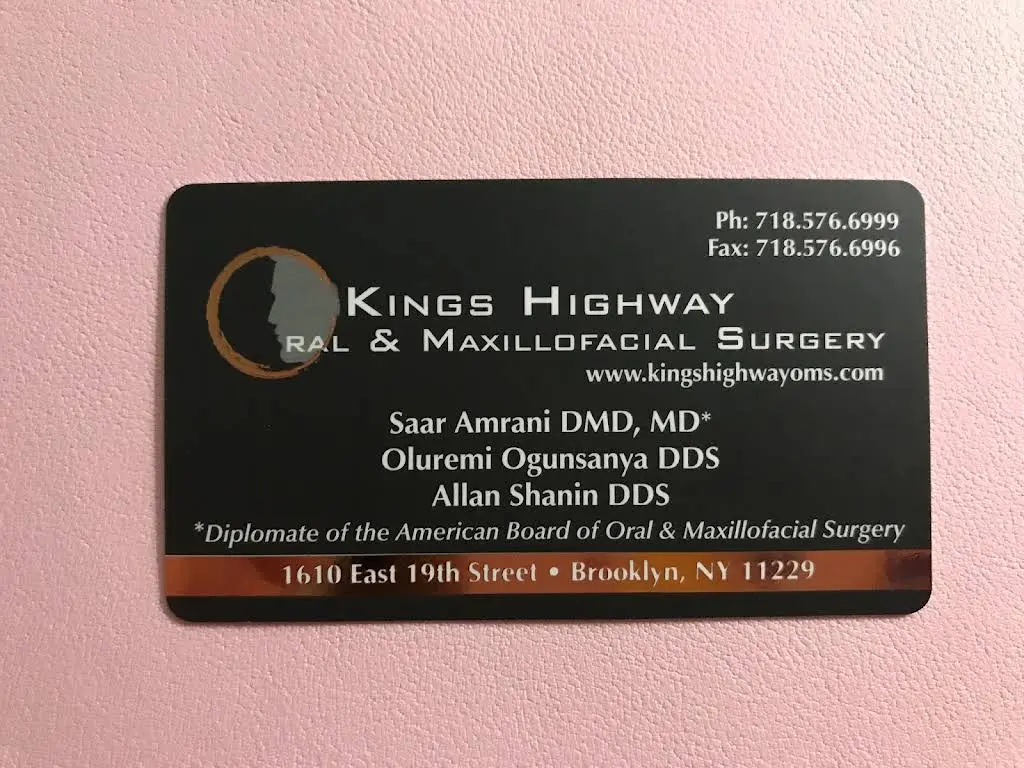 Ph: 718.576.6999
Fax: 718.576.6996
KINGS HIGHWAY
ORAL & MAXILLOFACIAL SURGERY
www.kingshighwayoms.com
Saar Amrani DMD, MD*
Oluremi Ogunsanya DDS
Allan Shanin DDS
*Diplomate of the American Board of Oral & Maxillofacial Surgery
1610 East 19th Street • Brooklyn, NY 11229